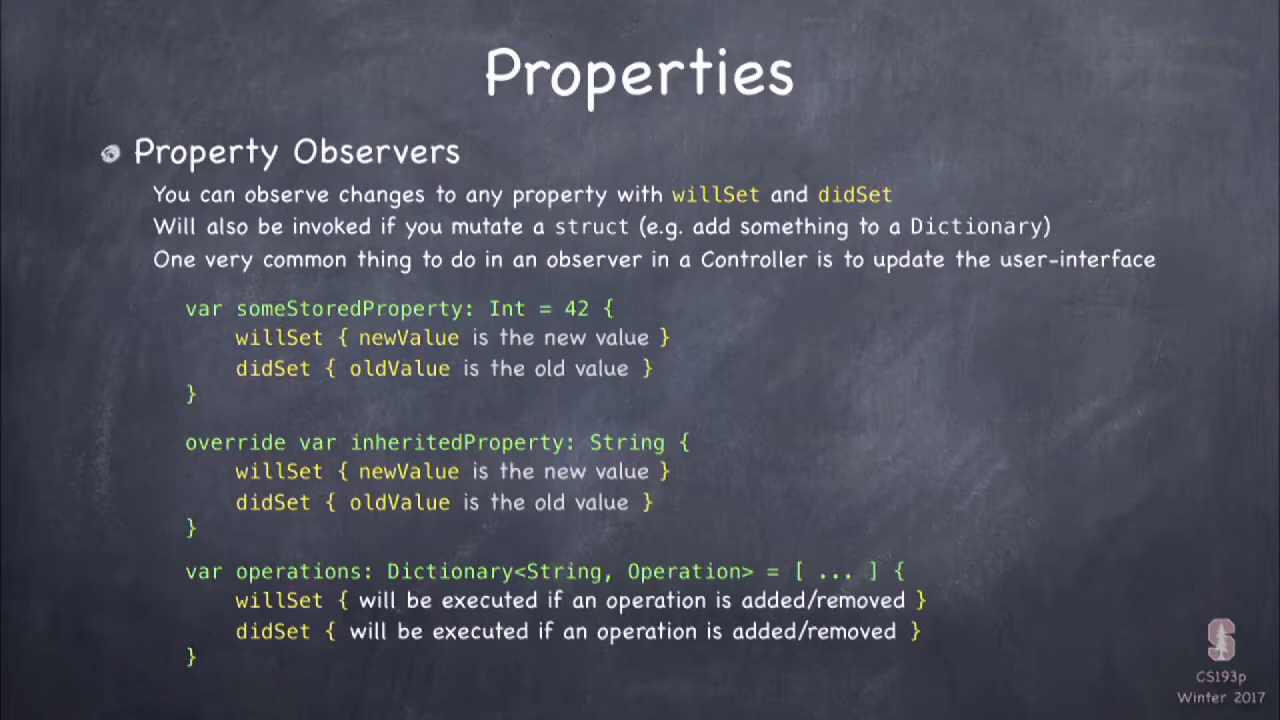 Properties
Property Observers
You can observe changes to any property with willSet and didSet
Will also be invoked if you mutate a struct (e.g. add something to a Dictionary)
One very common thing to do in an observer in a Controller is to update the user-interface
var someStoredProperty: Int = 42 {
willSet { newValue is the new value }
didSet { oldValue is the old value }
}
override var inheritedProperty: String {
willSet { newValue is the new value }
didSet { oldValue is the old value }
}
var operations: Dictionary<String, Operation> = [ ... ] {
willSet { will be executed if an operation is added/removed }
didSet { will be executed if an operation is added/removed }
}
S
CS193p
Winter 2017